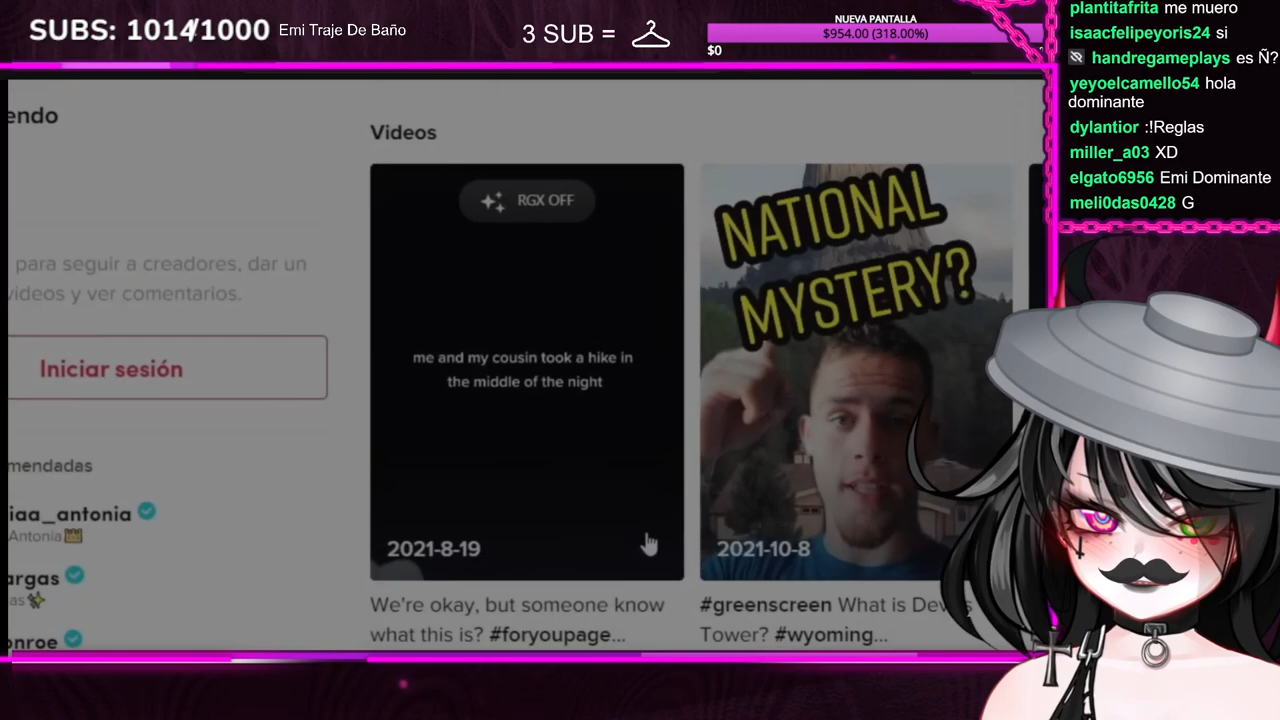 SUBS: 1014/1000
Emi Traje De Baño
3 SUB =
NUEVA PANTALLA
$954.00 (318.00%)
$0
plantitafrita me muero
isaacfelipeyoris24 si
handregameplays es Ñ?
yeyoelcamello54 hola
dominante
dylantior :!Reglas
miller_a03 XD
elgato6956 Emi Dominante
meli0das0428 G
endo
para seguir a creadores, dar un
videos y ver comentarios.
Iniciar sesión
mendadas
iaa_antonia
Antonia
argas
as
onroe
Videos
RGX OFF
me and my cousin took a hike in
the middle of the night
2021-8-19
We're okay, but someone know
what this is? #foryoupage...
NATIONAL
MYSTERY?
2021-10-8
#greenscreen What is Dev s
Tower? #wyoming...